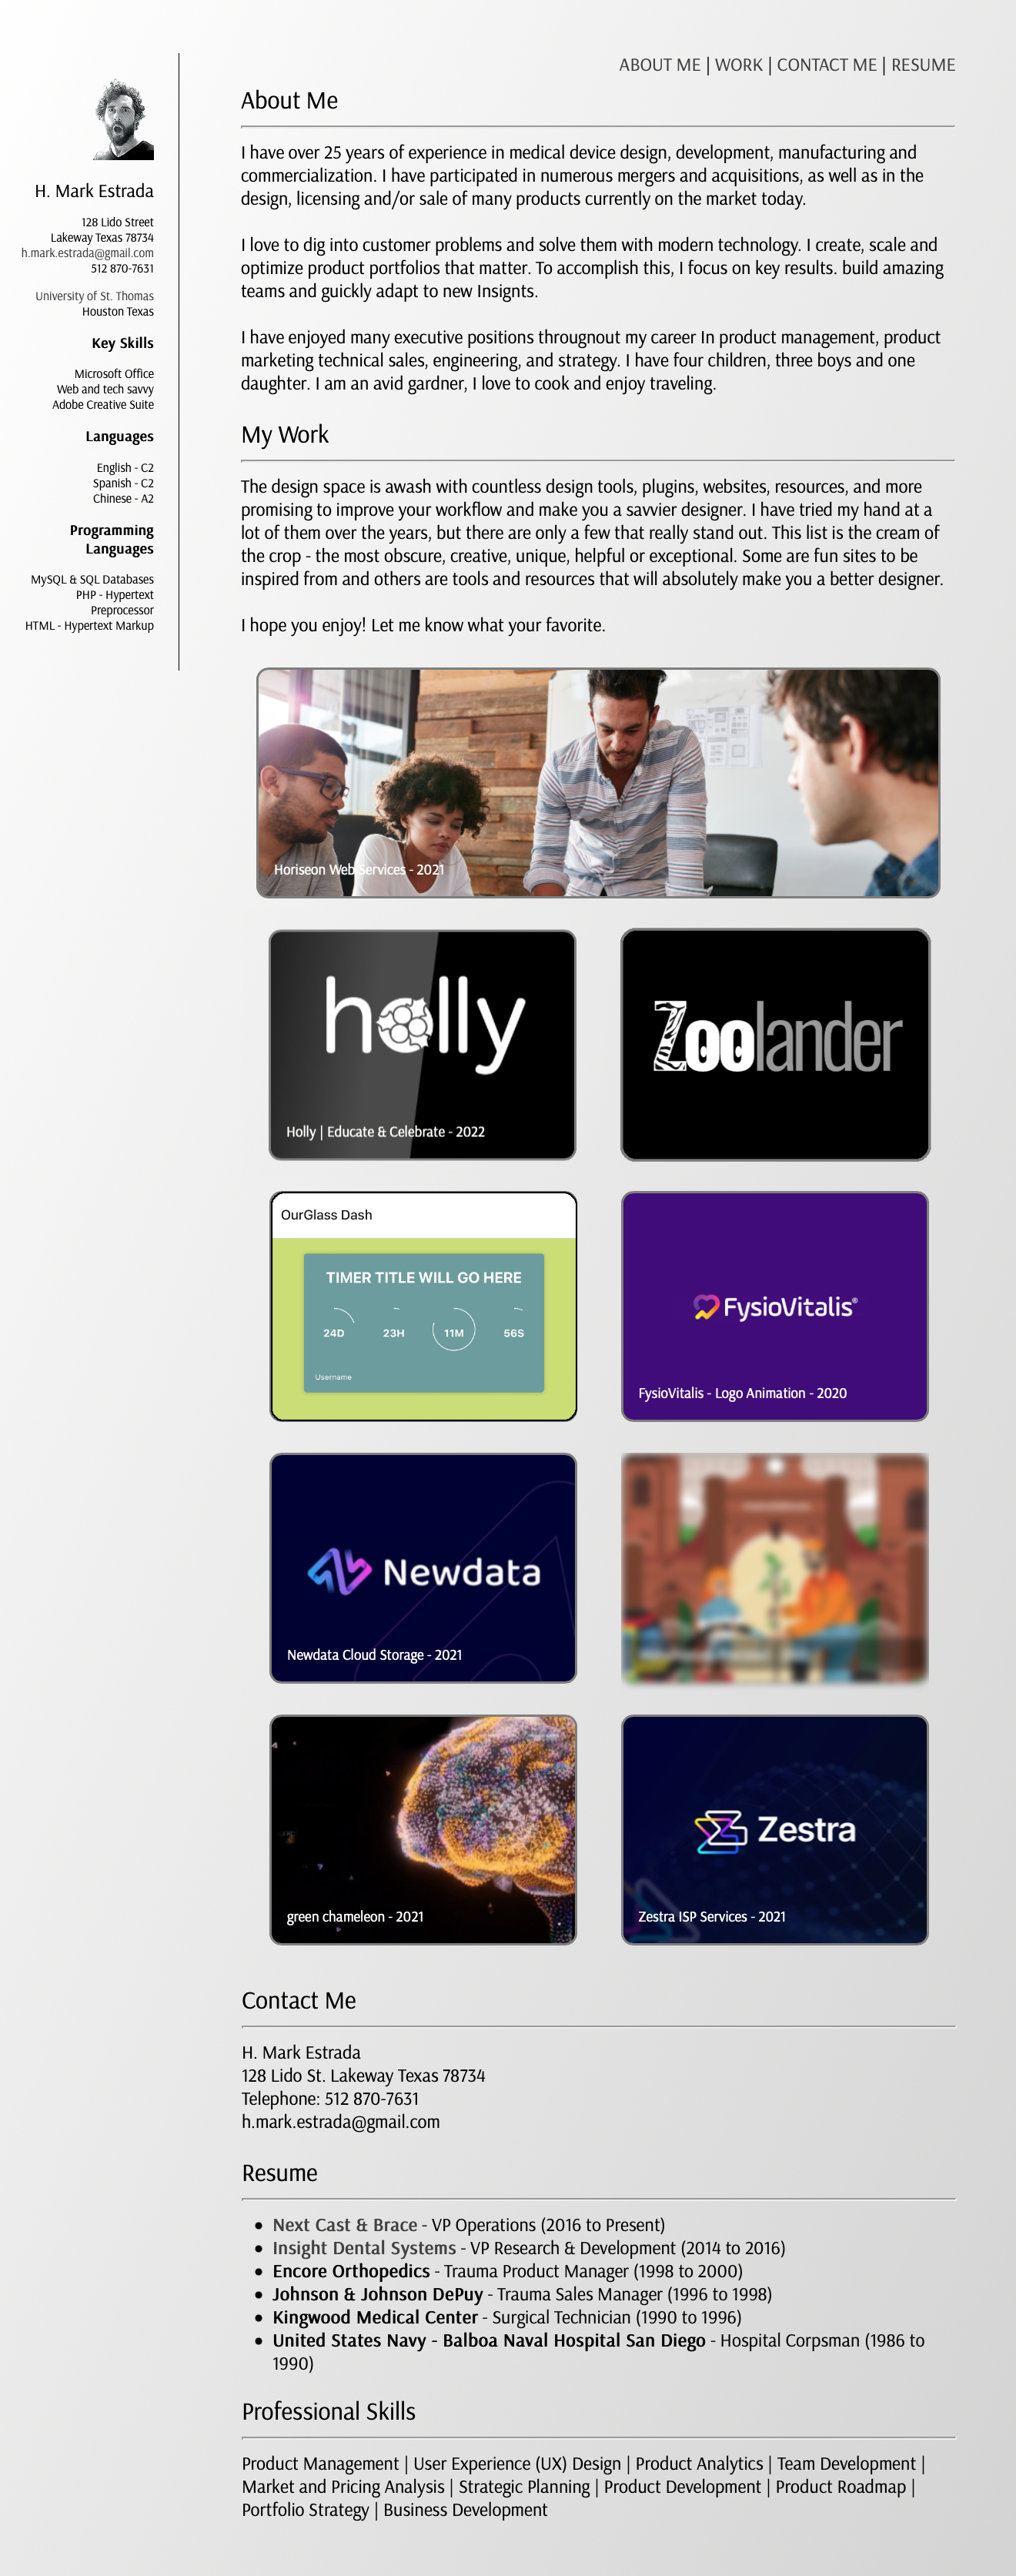 ABOUT ME | WORK | CONTACT ME | RESUME
H. Mark Estrada
128 Lido Street
Lakeway Texas 78734
h.mark.estrada@gmail.com
512 870-7631
University of St. Thomas
Houston Texas
Key Skills
Microsoft Office
Web and tech savvy
Adobe Creative Suite
Languages
English - C2
Spanish - C2
Chinese - A2
Programming
Languages
MySQL & SQL Databases
PHP - Hypertext
Preprocessor
HTML - Hypertext Markup
About Me
I have over 25 years of experience in medical device design, development, manufacturing and
commercialization. I have participated in numerous mergers and acquisitions, as well as in the
design, licensing and/or sale of many products currently on the market today.
I love to dig into customer problems and solve them with modern technology. I create, scale and
optimize product portfolios that matter. To accomplish this, I focus on key results. build amazing
teams and guickly adapt to new Insignts.
I have enjoyed many executive positions througnout my career In product management, product
marketing technical sales, engineering, and strategy. I have four children, three boys and one
daughter. I am an avid gardner, I love to cook and enjoy traveling.
My Work
The design space is awash with countless design tools, plugins, websites, resources, and more
promising to improve your workflow and make you a savvier designer. I have tried my hand at a
lot of them over the years, but there are only a few that really stand out. This list is the cream of
the crop - the most obscure, creative, unique, helpful or exceptional. Some are fun sites to be
inspired from and others are tools and resources that will absolutely make you a better designer.
I hope you enjoy! Let me know what your favorite.
Horiseon Web Services - 2021
holly
Holly | Educate & Celebrate - 2022
Zoolander
OurGlass Dash
TIMER TITLE WILL GO HERE
24D 23H 11M 56S
Username
FysioVitalis®
FysioVitalis - Logo Animation - 2020
Newdata
Newdata Cloud Storage - 2021
green chameleon - 2021
Zestra
Zestra ISP Services - 2021
Contact Me
H. Mark Estrada
128 Lido St. Lakeway Texas 78734
Telephone: 512 870-7631
h.mark.estrada@gmail.com
Resume
• Next Cast & Brace - VP Operations (2016 to Present)
• Insight Dental Systems - VP Research & Development (2014 to 2016)
• Encore Orthopedics - Trauma Product Manager (1998 to 2000)
• Johnson & Johnson DePuy - Trauma Sales Manager (1996 to 1998)
• Kingwood Medical Center - Surgical Technician (1990 to 1996)
• United States Navy - Balboa Naval Hospital San Diego - Hospital Corpsman (1986 to
1990)
Professional Skills
Product Management | User Experience (UX) Design | Product Analytics | Team Development |
Market and Pricing Analysis | Strategic Planning | Product Development | Product Roadmap |
Portfolio Strategy | Business Development